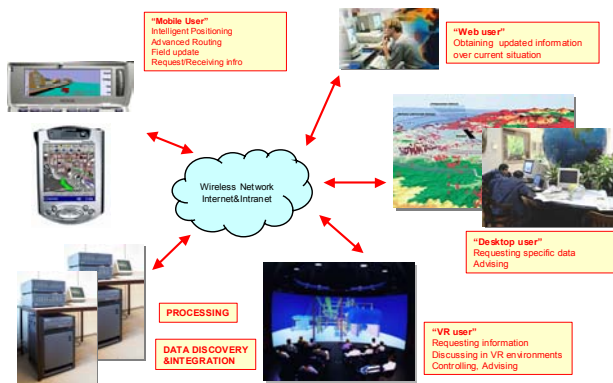 “Mobile User”
Intelligent Positioning
Advanced Routing
Field update
Request/Receiving info
“Web user”
Obtaining updated information
over current situation
Wireless Network
Internet&Intranet
“Desktop user”
Requesting specific data
Advising
PROCESSING
DATA DISCOVERY
&INTEGRATION
“VR user”
Requesting information
Discussing in VR environments
Controlling, Advising